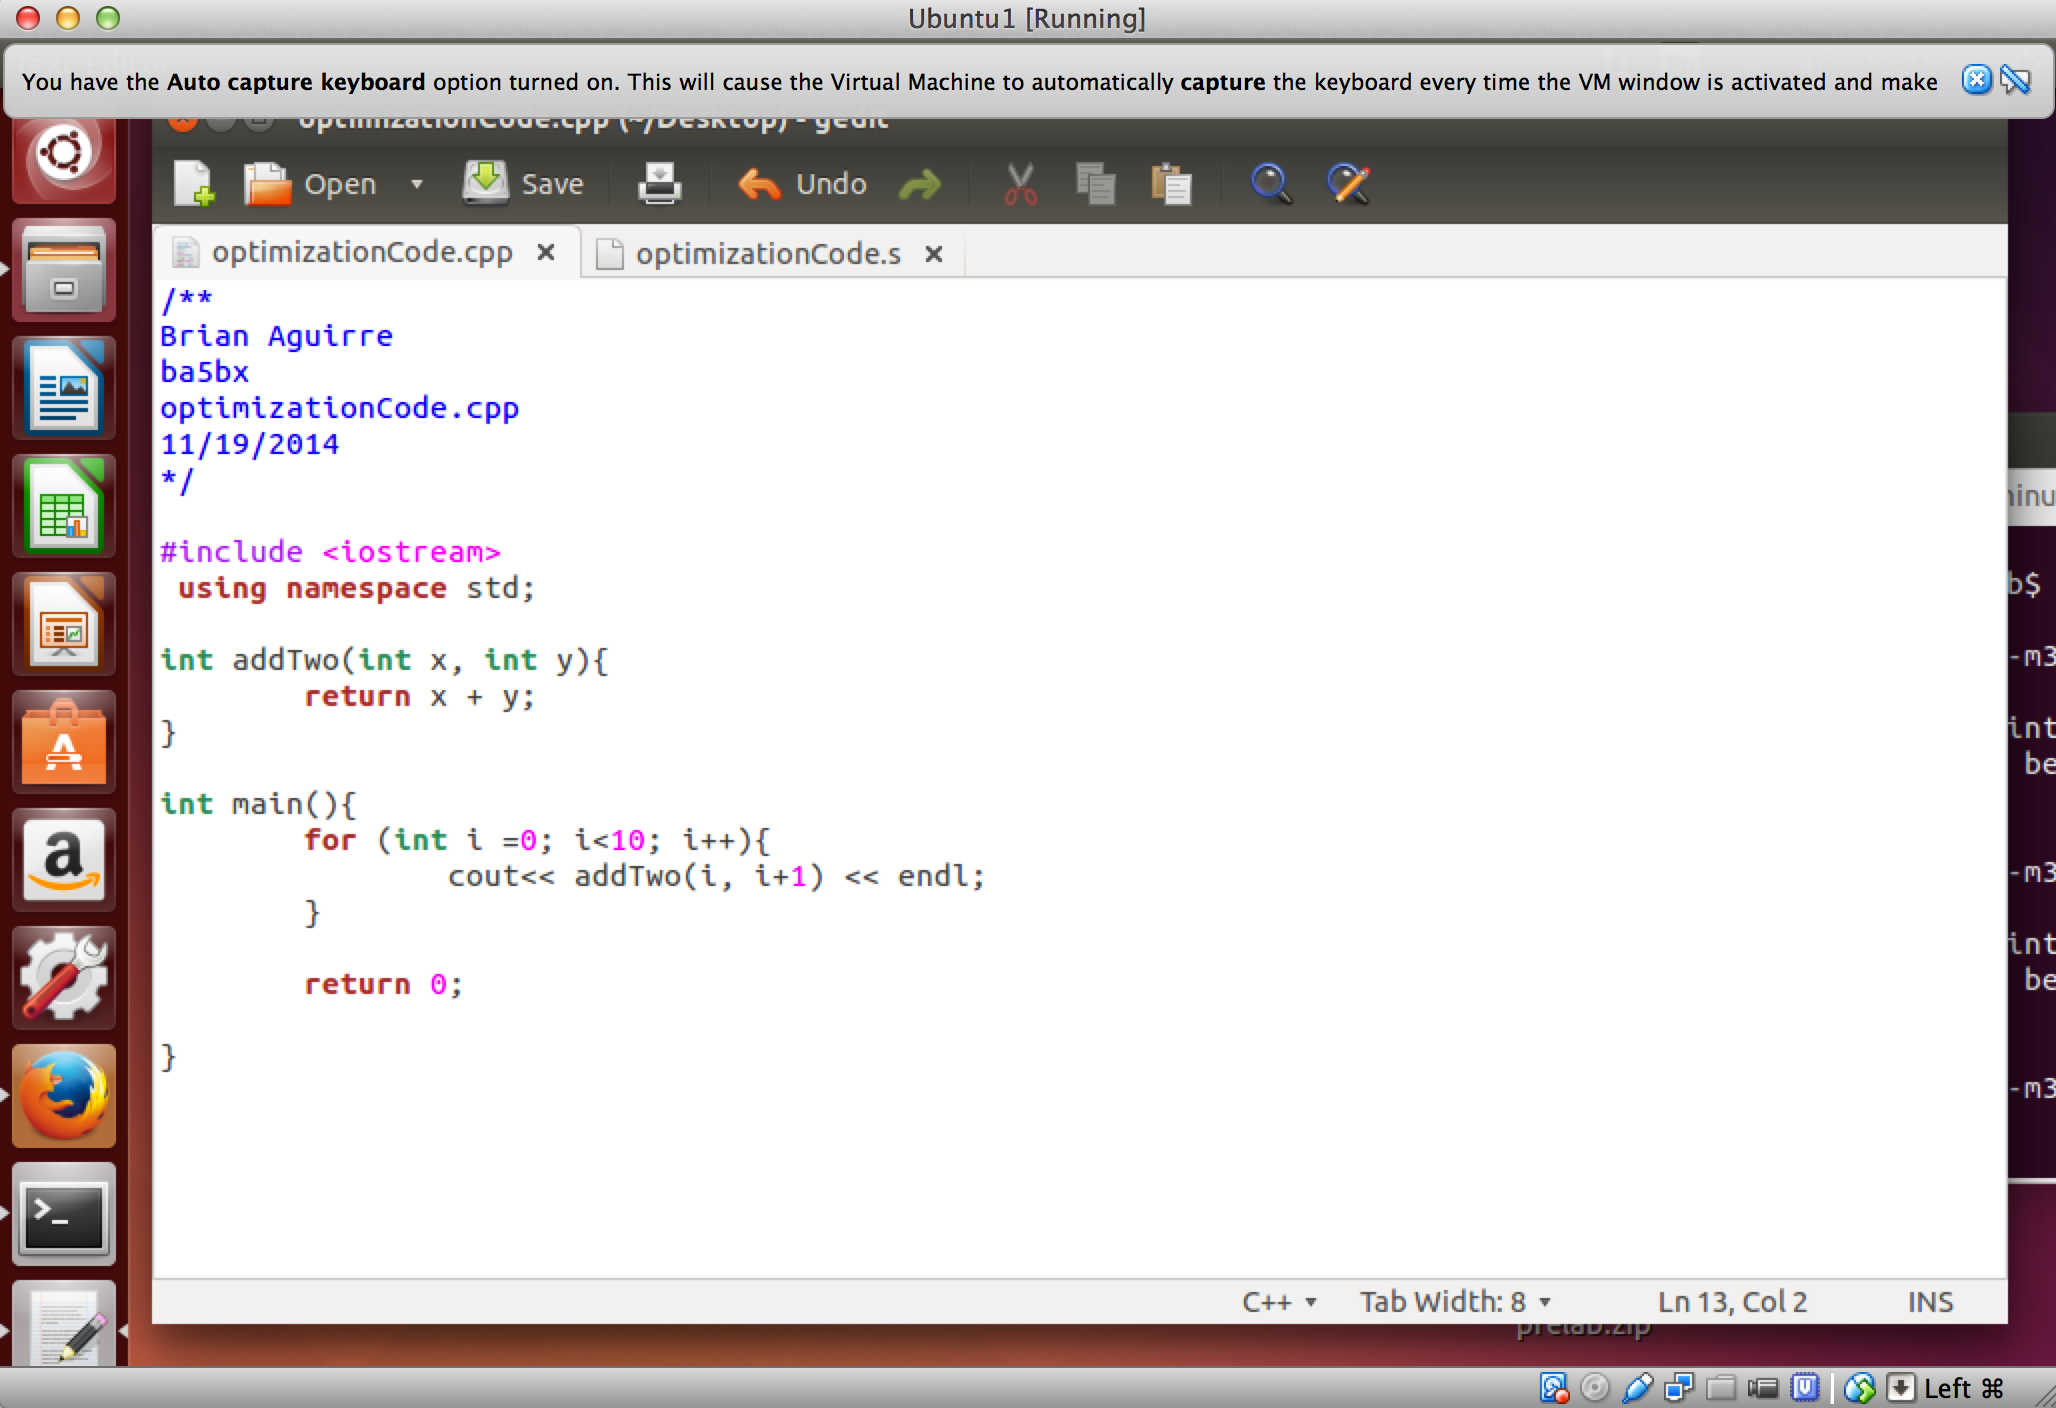 Ubuntu1 [Running]
You have the Auto capture keyboard option turned on. This will cause the Virtual Machine to automatically capture the keyboard every time the VM window is activated and make
optimizationCode.cpp (~/Desktop) - gedit
Open
Save
Undo
optimizationCode.cpp
optimizationCode.s
/**
Brian Aguirre
ba5bx
optimizationCode.cpp
11/19/2014
*/
#include <iostream>
using namespace std;
int addTwo(int x, int y){
return x + y;
}
int main(){
for (int i =0; i<10; i++){
cout<< addTwo(i, i+1) << endl;
}
return 0;
}
b$
-m3
int
be
-m3
int
be
-m3
C++
Tab Width: 8
Ln 13, Col 2
INS
prelab.zip
Left ⌘